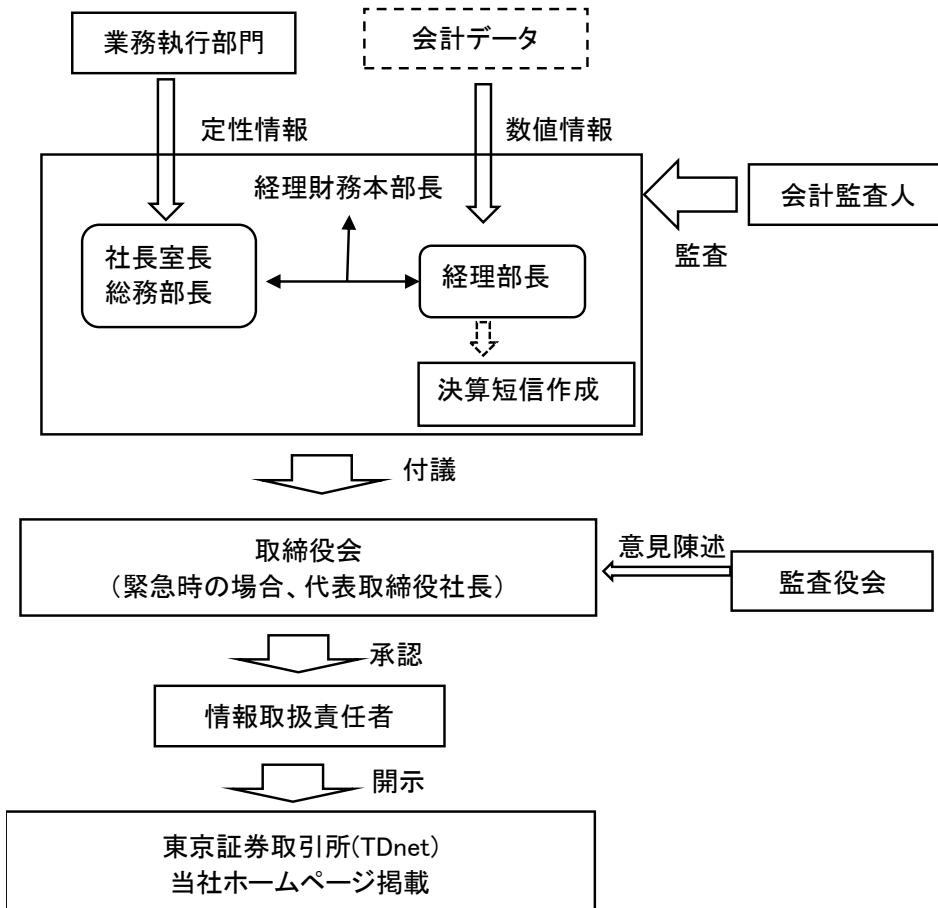 業務執行部門
会計データ
定性情報
数値情報
経理財務本部長
会計監査人
監査
社長室長
総務部長
経理部長
決算短信作成
付議
取締役会
（緊急時の場合、代表取締役社長）
意見陳述
監査役会
承認
情報取扱責任者
開示
東京証券取引所(TDnet)
当社ホームページ掲載